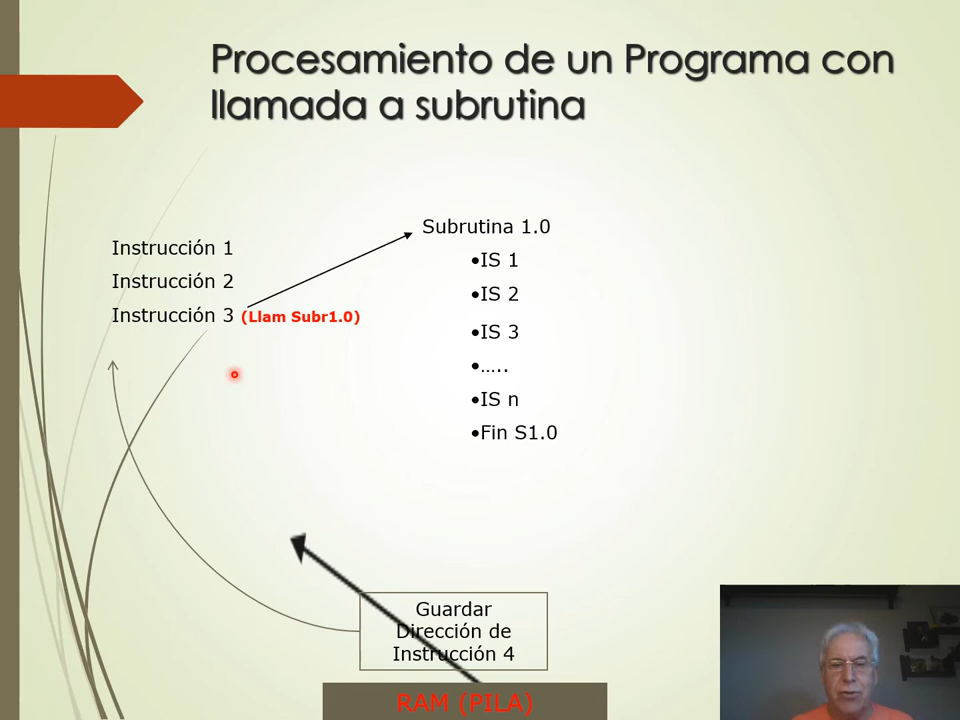 Procesamiento de un Programa con
llamada a subrutina
Instrucción 1
Instrucción 2
Instrucción 3 (Llam Subr1.0)
Subrutina 1.0
•IS 1
•IS 2
•IS 3
•…..
•IS n
•Fin S1.0
Guardar
Dirección de
Instrucción 4
RAM (PILA)